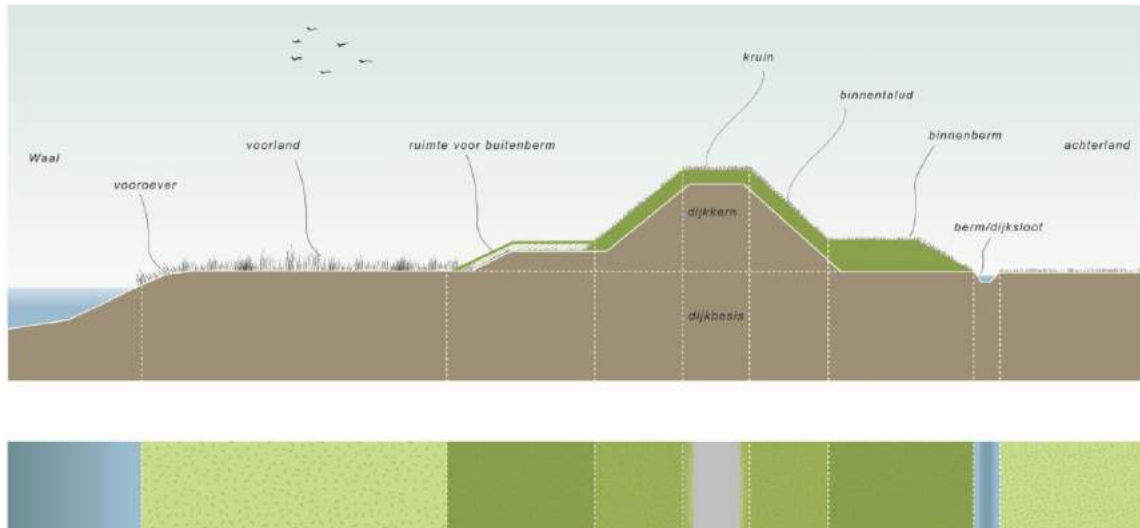 kruin
binnentalud
binnenberm
achterland
Waal
voorland
ruimte voor buitenberm
vooroever
dijkkern
berm/dijksloot
dijkbasis